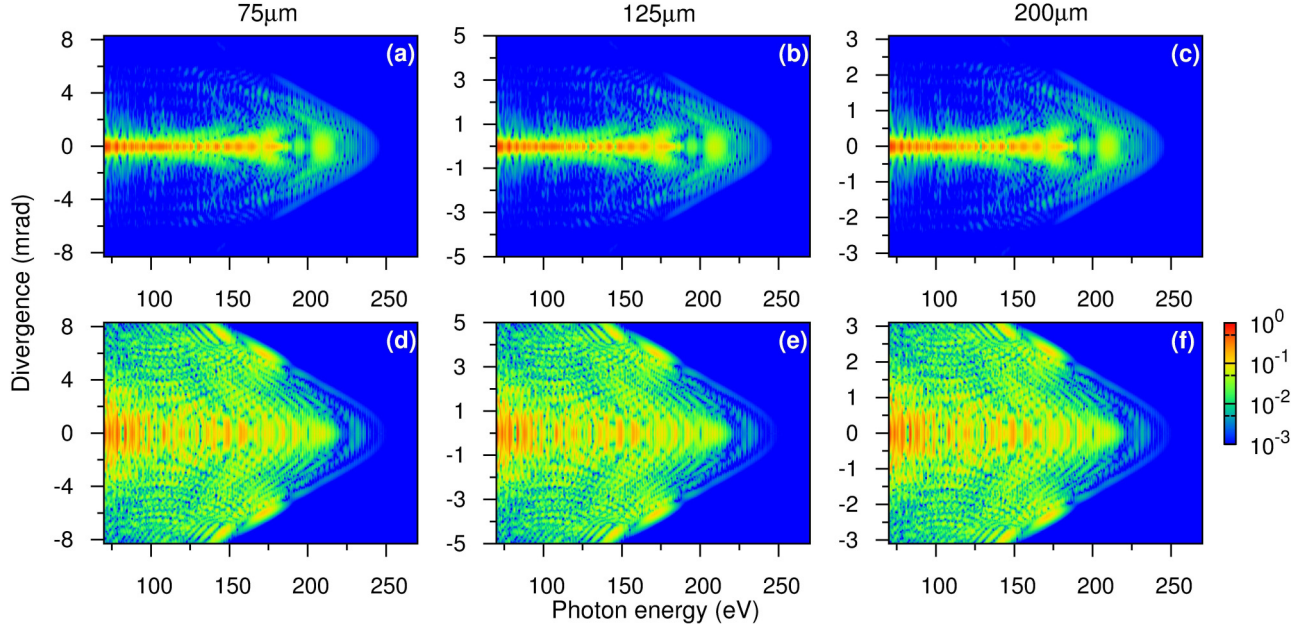 75μm 125μm 200μm
8 (a) 5 (b) 3 (c)
4 3 2
1 1
0 0 0
-1 -1
-4 -3 -2
-8 -5 -3
100 150 200 250 100 150 200 250 100 150 200 250
Divergence (mrad)
8 (d) 5 (e) 3 (f)
4 3 2
1 1
0 0 0
-1 -1
-4 -3 -2
-8 -5 -3
10⁰
10⁻¹
10⁻²
10⁻³
100 150 200 250 100 150 200 250 100 150 200 250
Photon energy (eV)